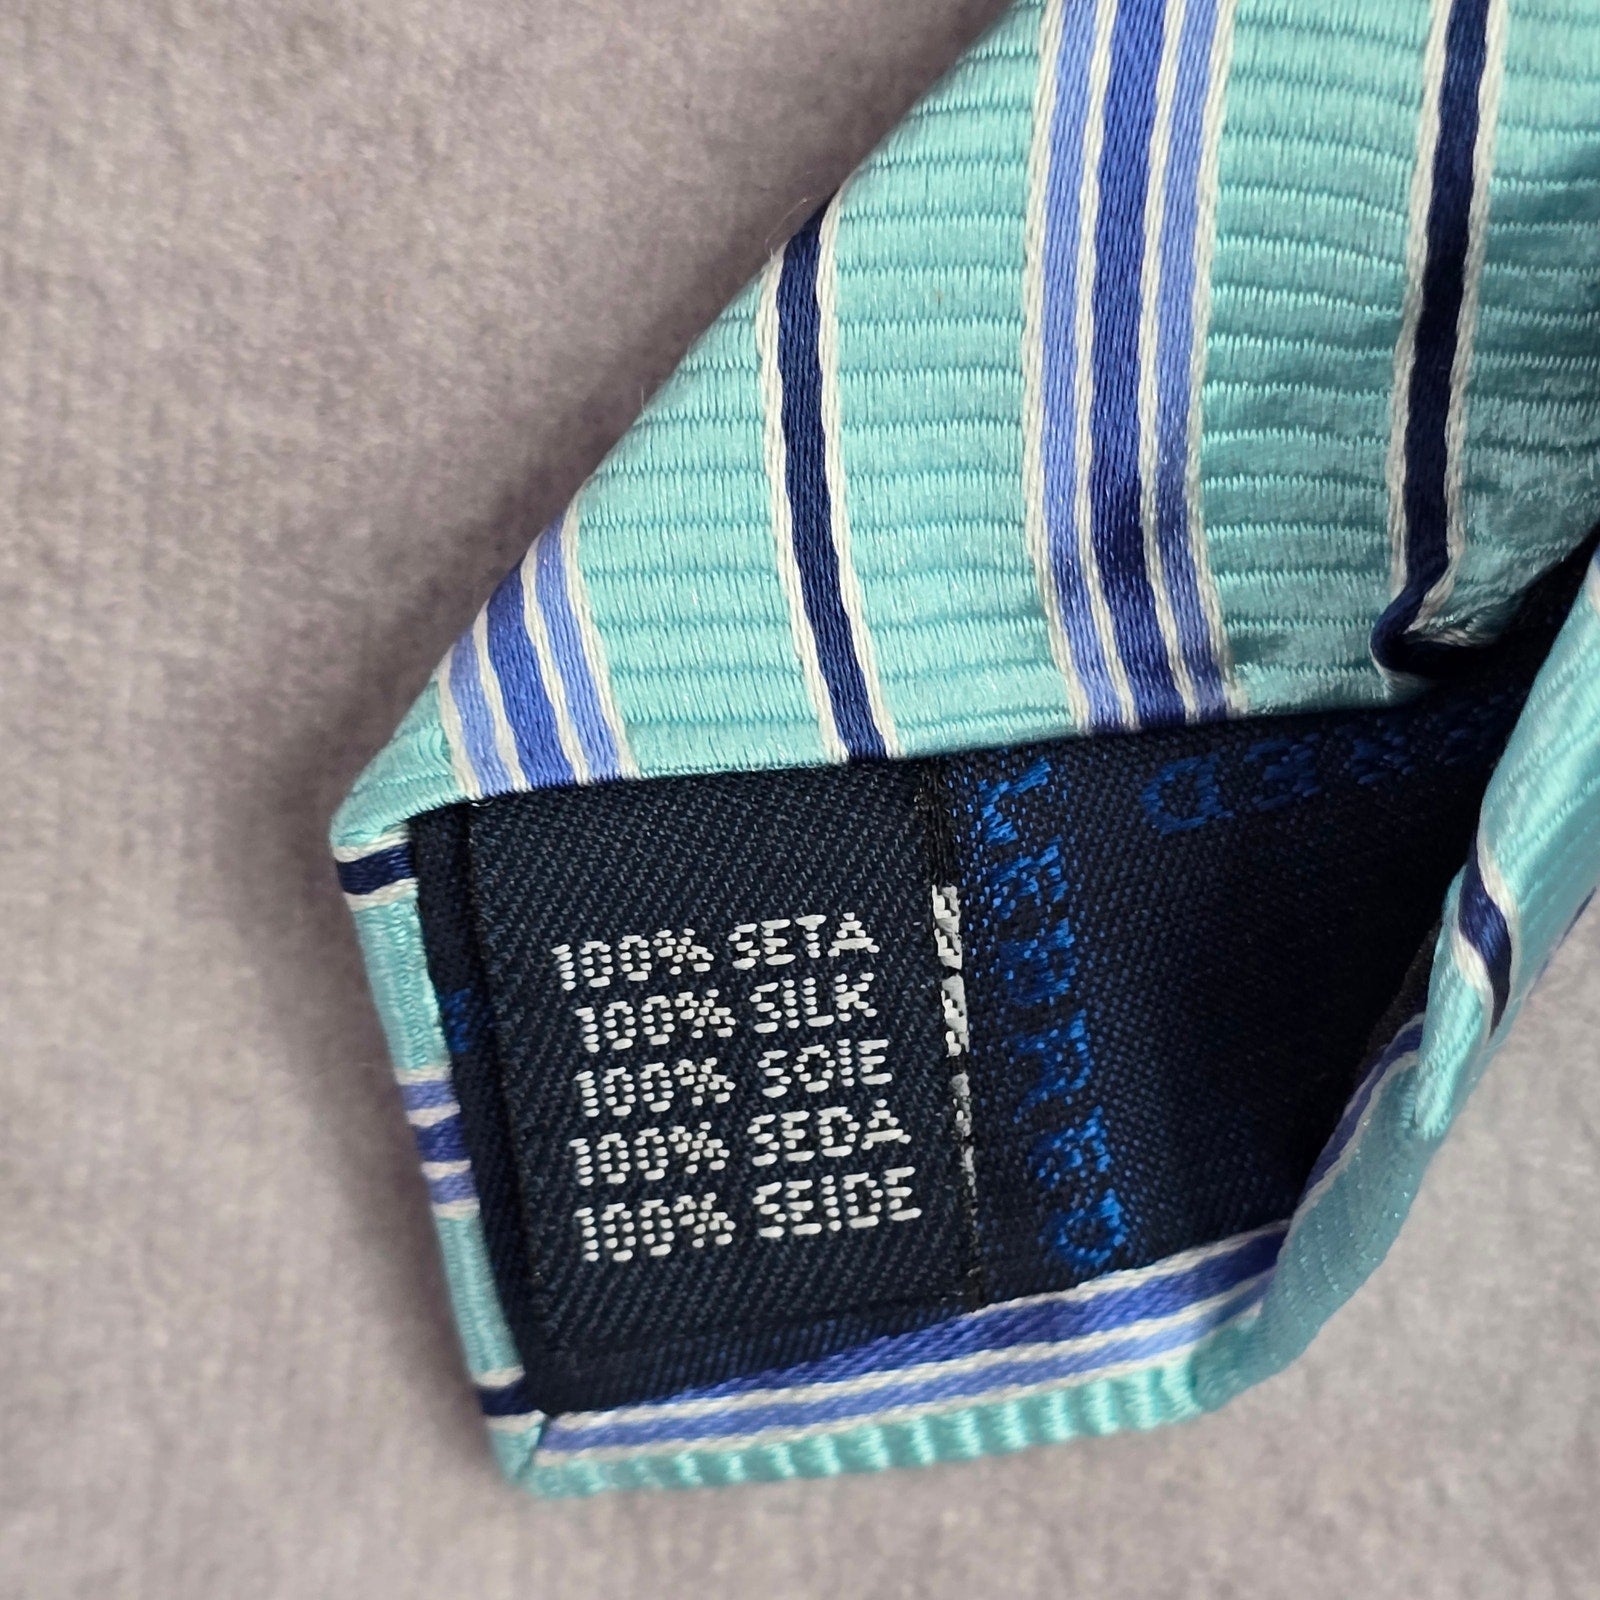 100% SETA
100% SILK
100% SOIE
100% SEDA
100% SEIDE